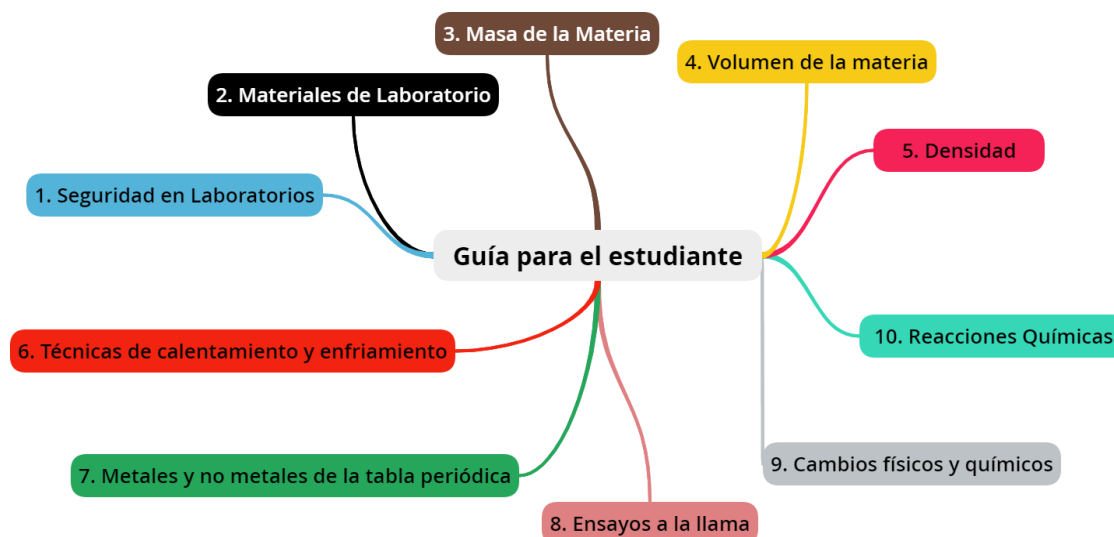 3. Masa de la Materia
4. Volumen de la materia
2. Materiales de Laboratorio
5. Densidad
1. Seguridad en Laboratorios
Guía para el estudiante
10. Reacciones Químicas
6. Técnicas de calentamiento y enfriamiento
9. Cambios físicos y químicos
7. Metales y no metales de la tabla periódica
8. Ensayos a la llama